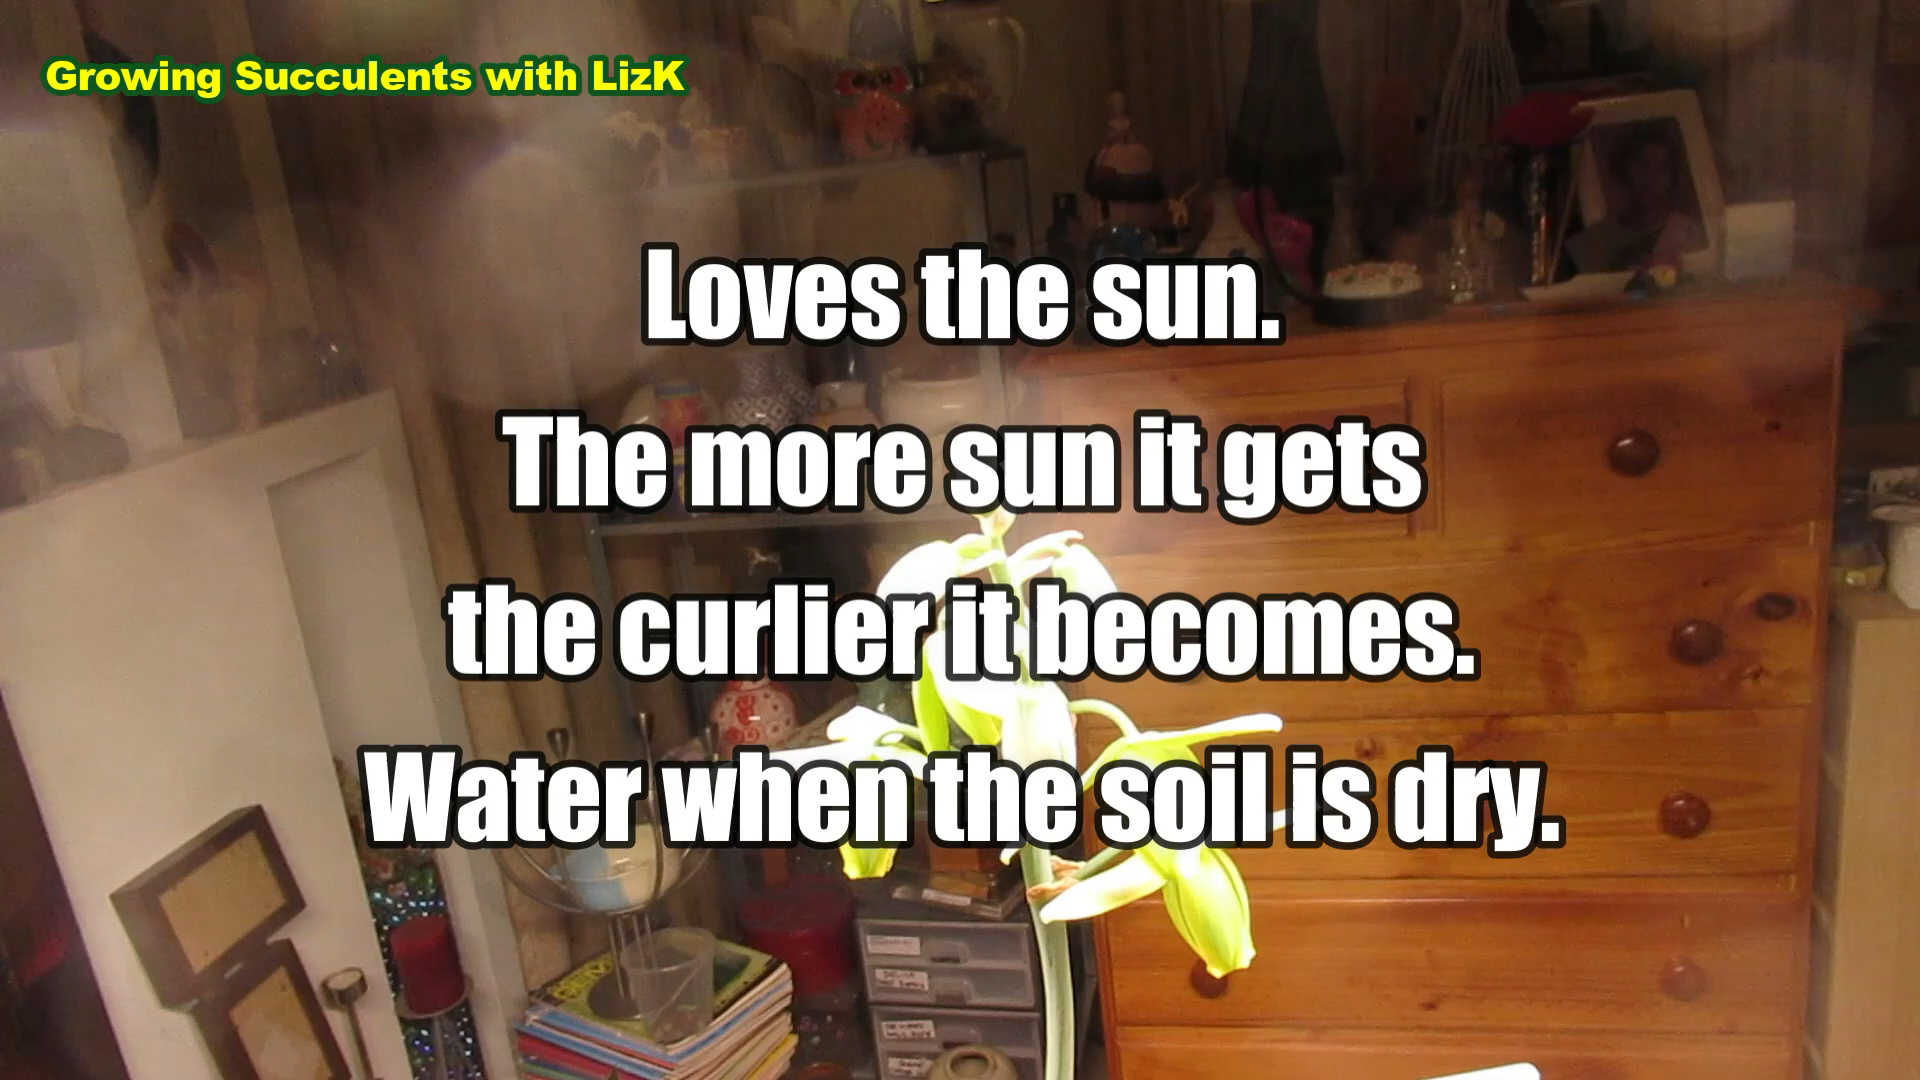 Growing Succulents with LizK
Loves the sun.
The more sun it gets
the curlier it becomes.
Water when the soil is dry.